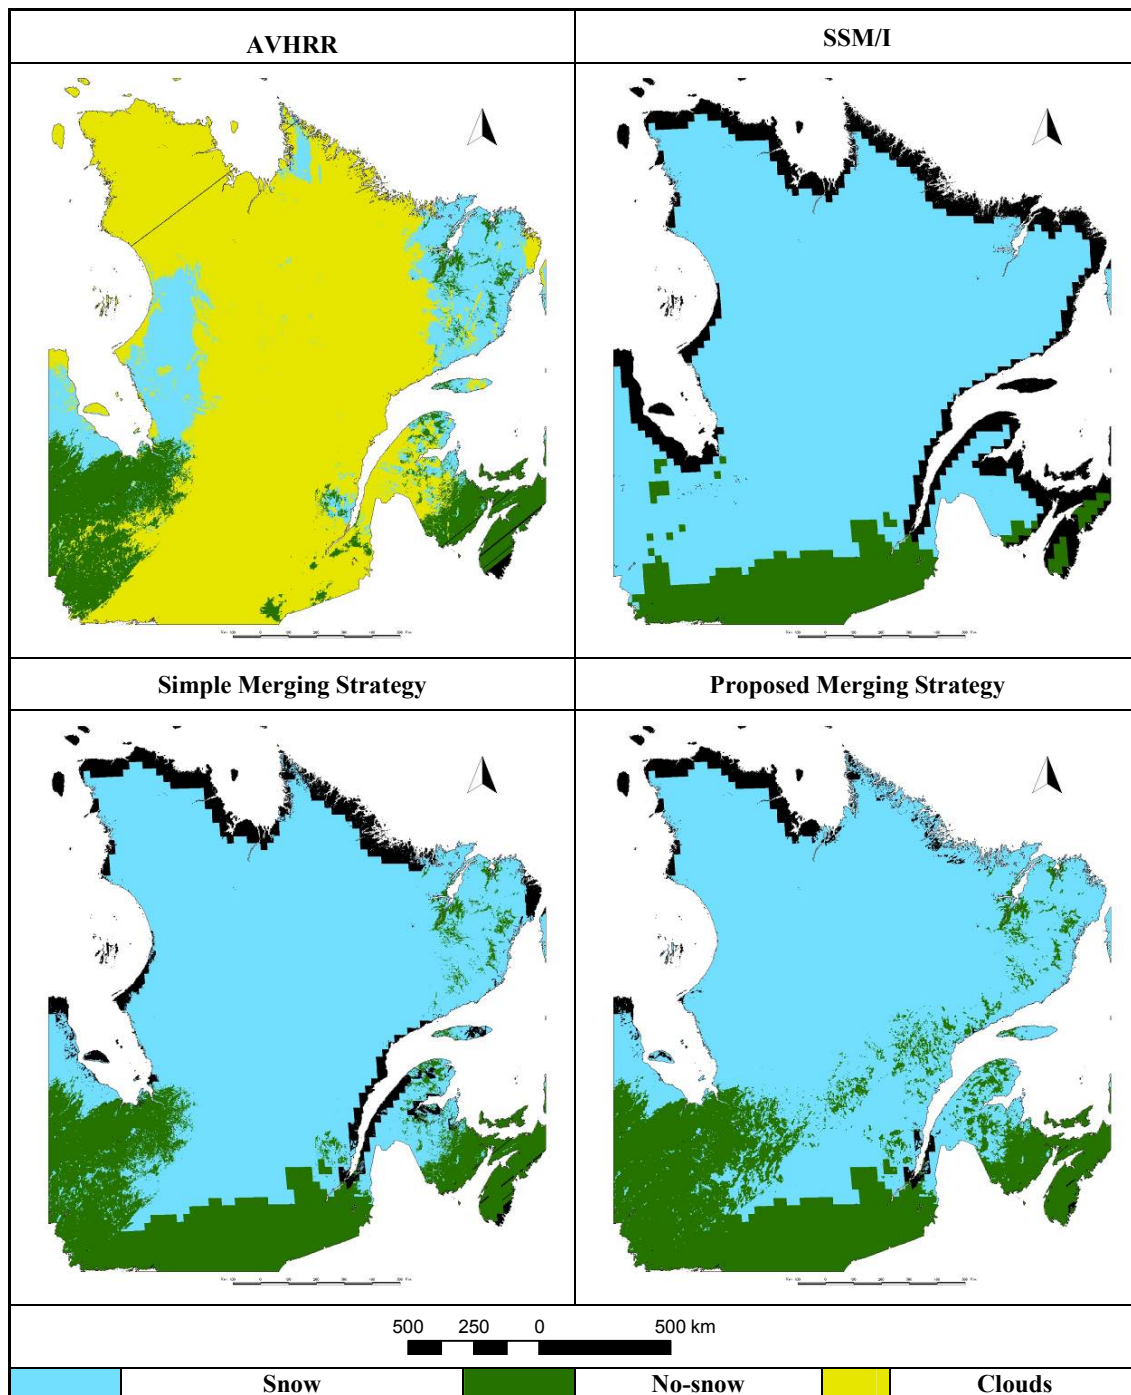 AVHRR
SSM/I
Simple Merging Strategy
Proposed Merging Strategy
500 250 0 500 km
Snow No-snow Clouds